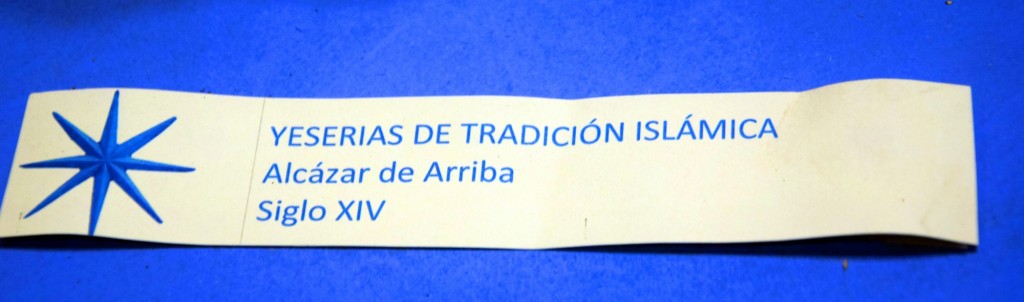 YESERIAS DE TRADICIÓN ISLÁMICA
Alcázar de Arriba
Siglo XIV